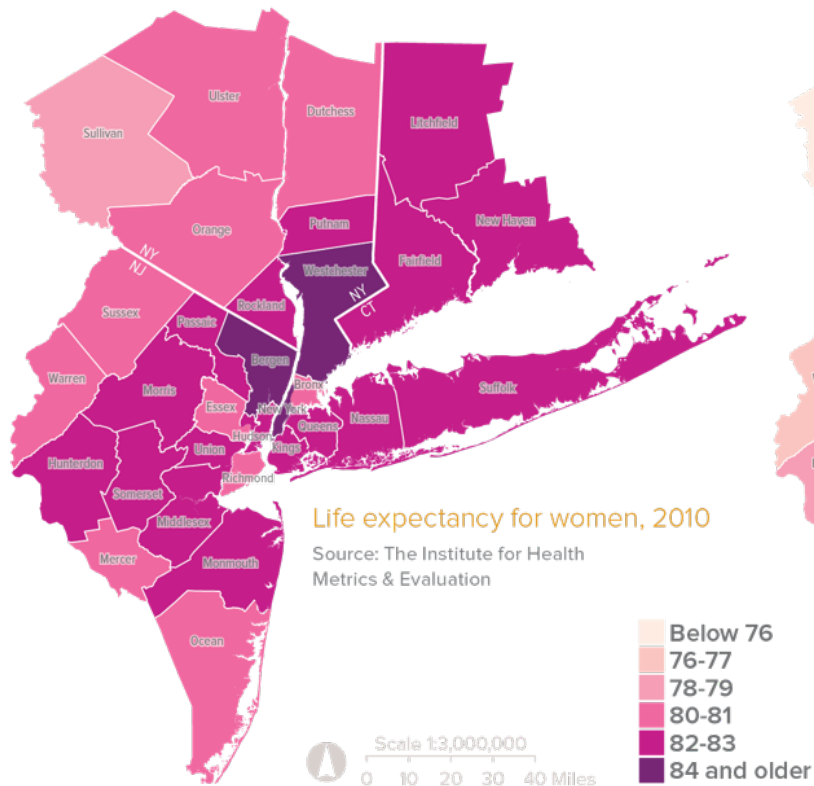 Ulster
Dutchess
Sullivan
Litchfield
Putnam
New Haven
Orange
Westchester
Fairfield
NY
NJ
Rockland
NY
CT
Sussex
Passaic
Bergen
Warren
Morris
Bronx
Suffolk
Essex
New York
Nassau
Queens
Hudson
Union
Kings
Hunterdon
Richmond
Somerset
Middlesex
Mercer
Monmouth
Ocean
Life expectancy for women, 2010
Source: The Institute for Health
Metrics & Evaluation
Below 76
76-77
78-79
80-81
82-83
84 and older
Scale 1:3,000,000
0 10 20 30 40 Miles